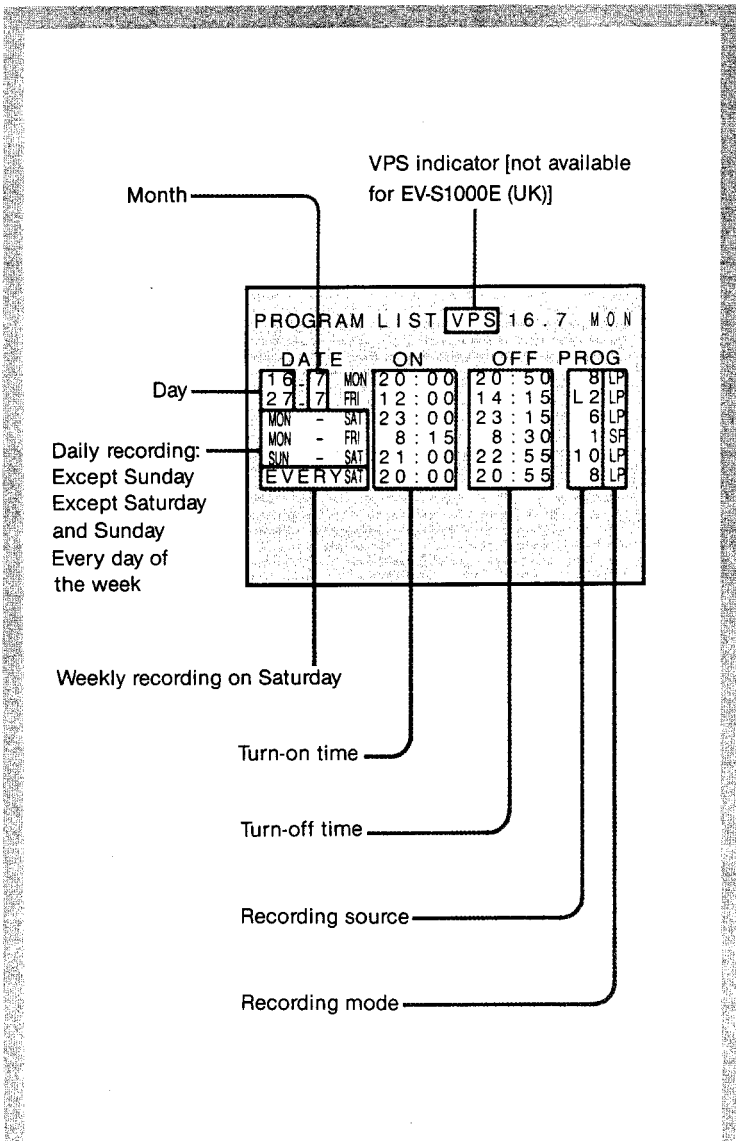 VPS indicator [not available
for EV-S1000E (UK)]
Month
PROGRAM LIST VPS 16.7 MON
DATE ON OFF PROG
16.7 MON 20:00 20:50 8 LP
27.7 FRI 12:00 14:15 L2 LP
MON - SAT 23:00 23:15 6 LP
MON - FRI 8:15 8:30 1 SP
SUN - SAT 21:00 22:55 10 LP
EVERY SAT 20:00 20:55 8 LP
Day
Daily recording:
Except Sunday
Except Saturday
and Sunday
Every day of
the week
Weekly recording on Saturday
Turn-on time
Turn-off time
Recording source
Recording mode